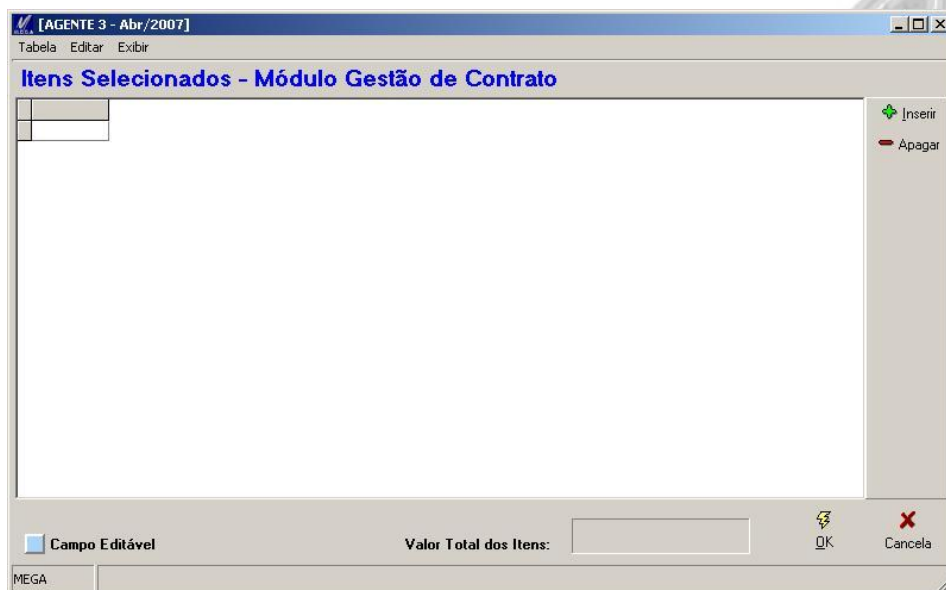 [AGENTE 3 - Abr/2007]
Tabela Editar Exibir
Itens Selecionados - Módulo Gestão de Contrato
Inserir
Apagar
Campo Editável
Valor Total dos Itens:
OK
Cancela
MEGA